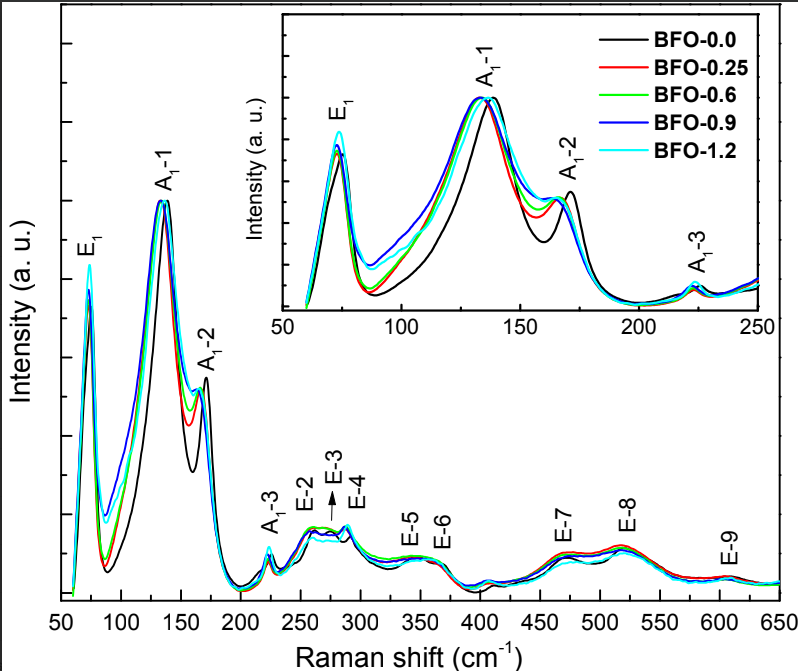 Intensity (a. u.)
E₁
A₁-1
A₁-2
A₁-3
E-2
E-3
E-4
E-5
E-6
E-7
E-8
E-9
50 100 150 200 250 300 350 400 450 500 550 600 650
Raman shift (cm⁻¹)
Intensity (a. u.)
E₁
A₁-1
A₁-2
A₁-3
BFO-0.0
BFO-0.25
BFO-0.6
BFO-0.9
BFO-1.2
50 100 150 200 250